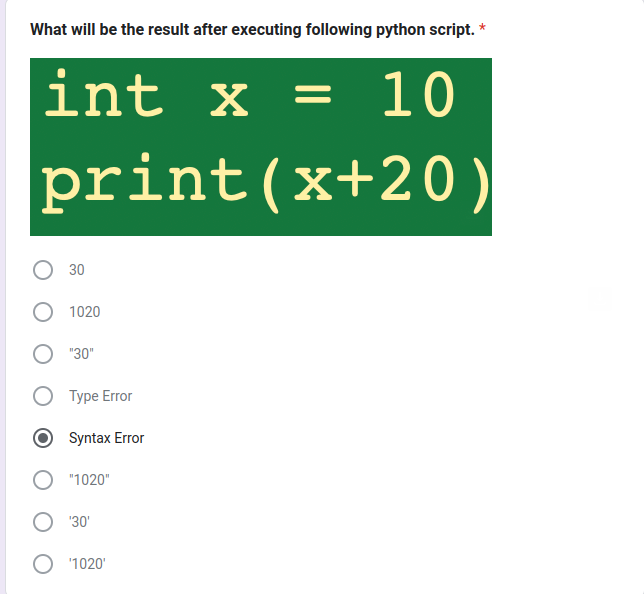 What will be the result after executing following python script. *
int x = 10
print(x+20)
30
1020
"30"
Type Error
Syntax Error
"1020"
'30'
'1020'